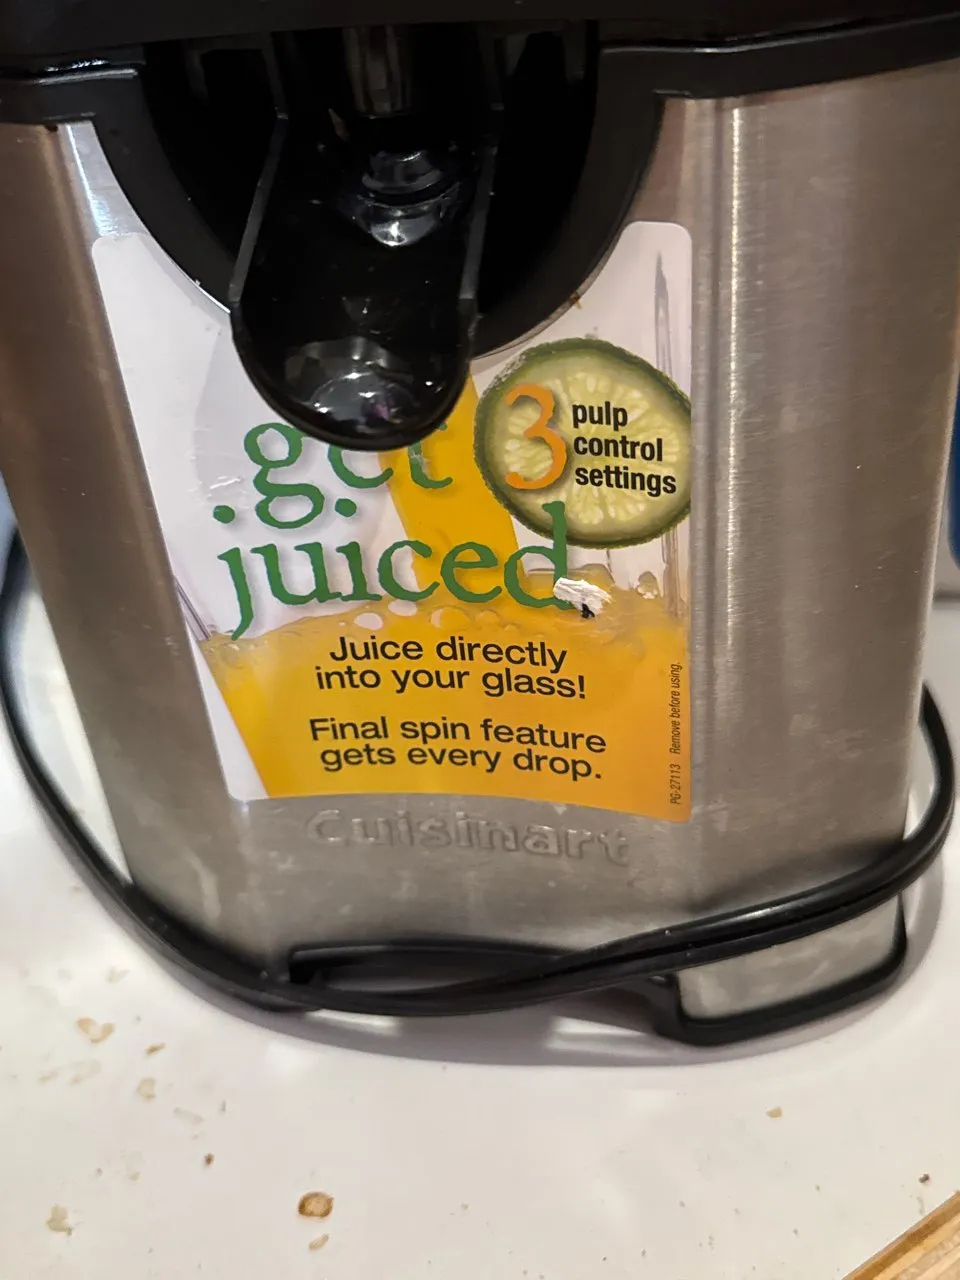 get
juiced
3
pulp
control
settings
Juice directly
into your glass!
Final spin feature
gets every drop.
PG-27113 Remove before using.
Cuisinart